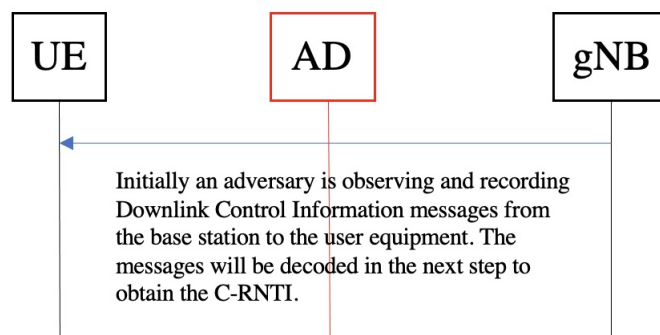 UE
AD
gNB
Initially an adversary is observing and recording
Downlink Control Information messages from
the base station to the user equipment. The
messages will be decoded in the next step to
obtain the C-RNTI.